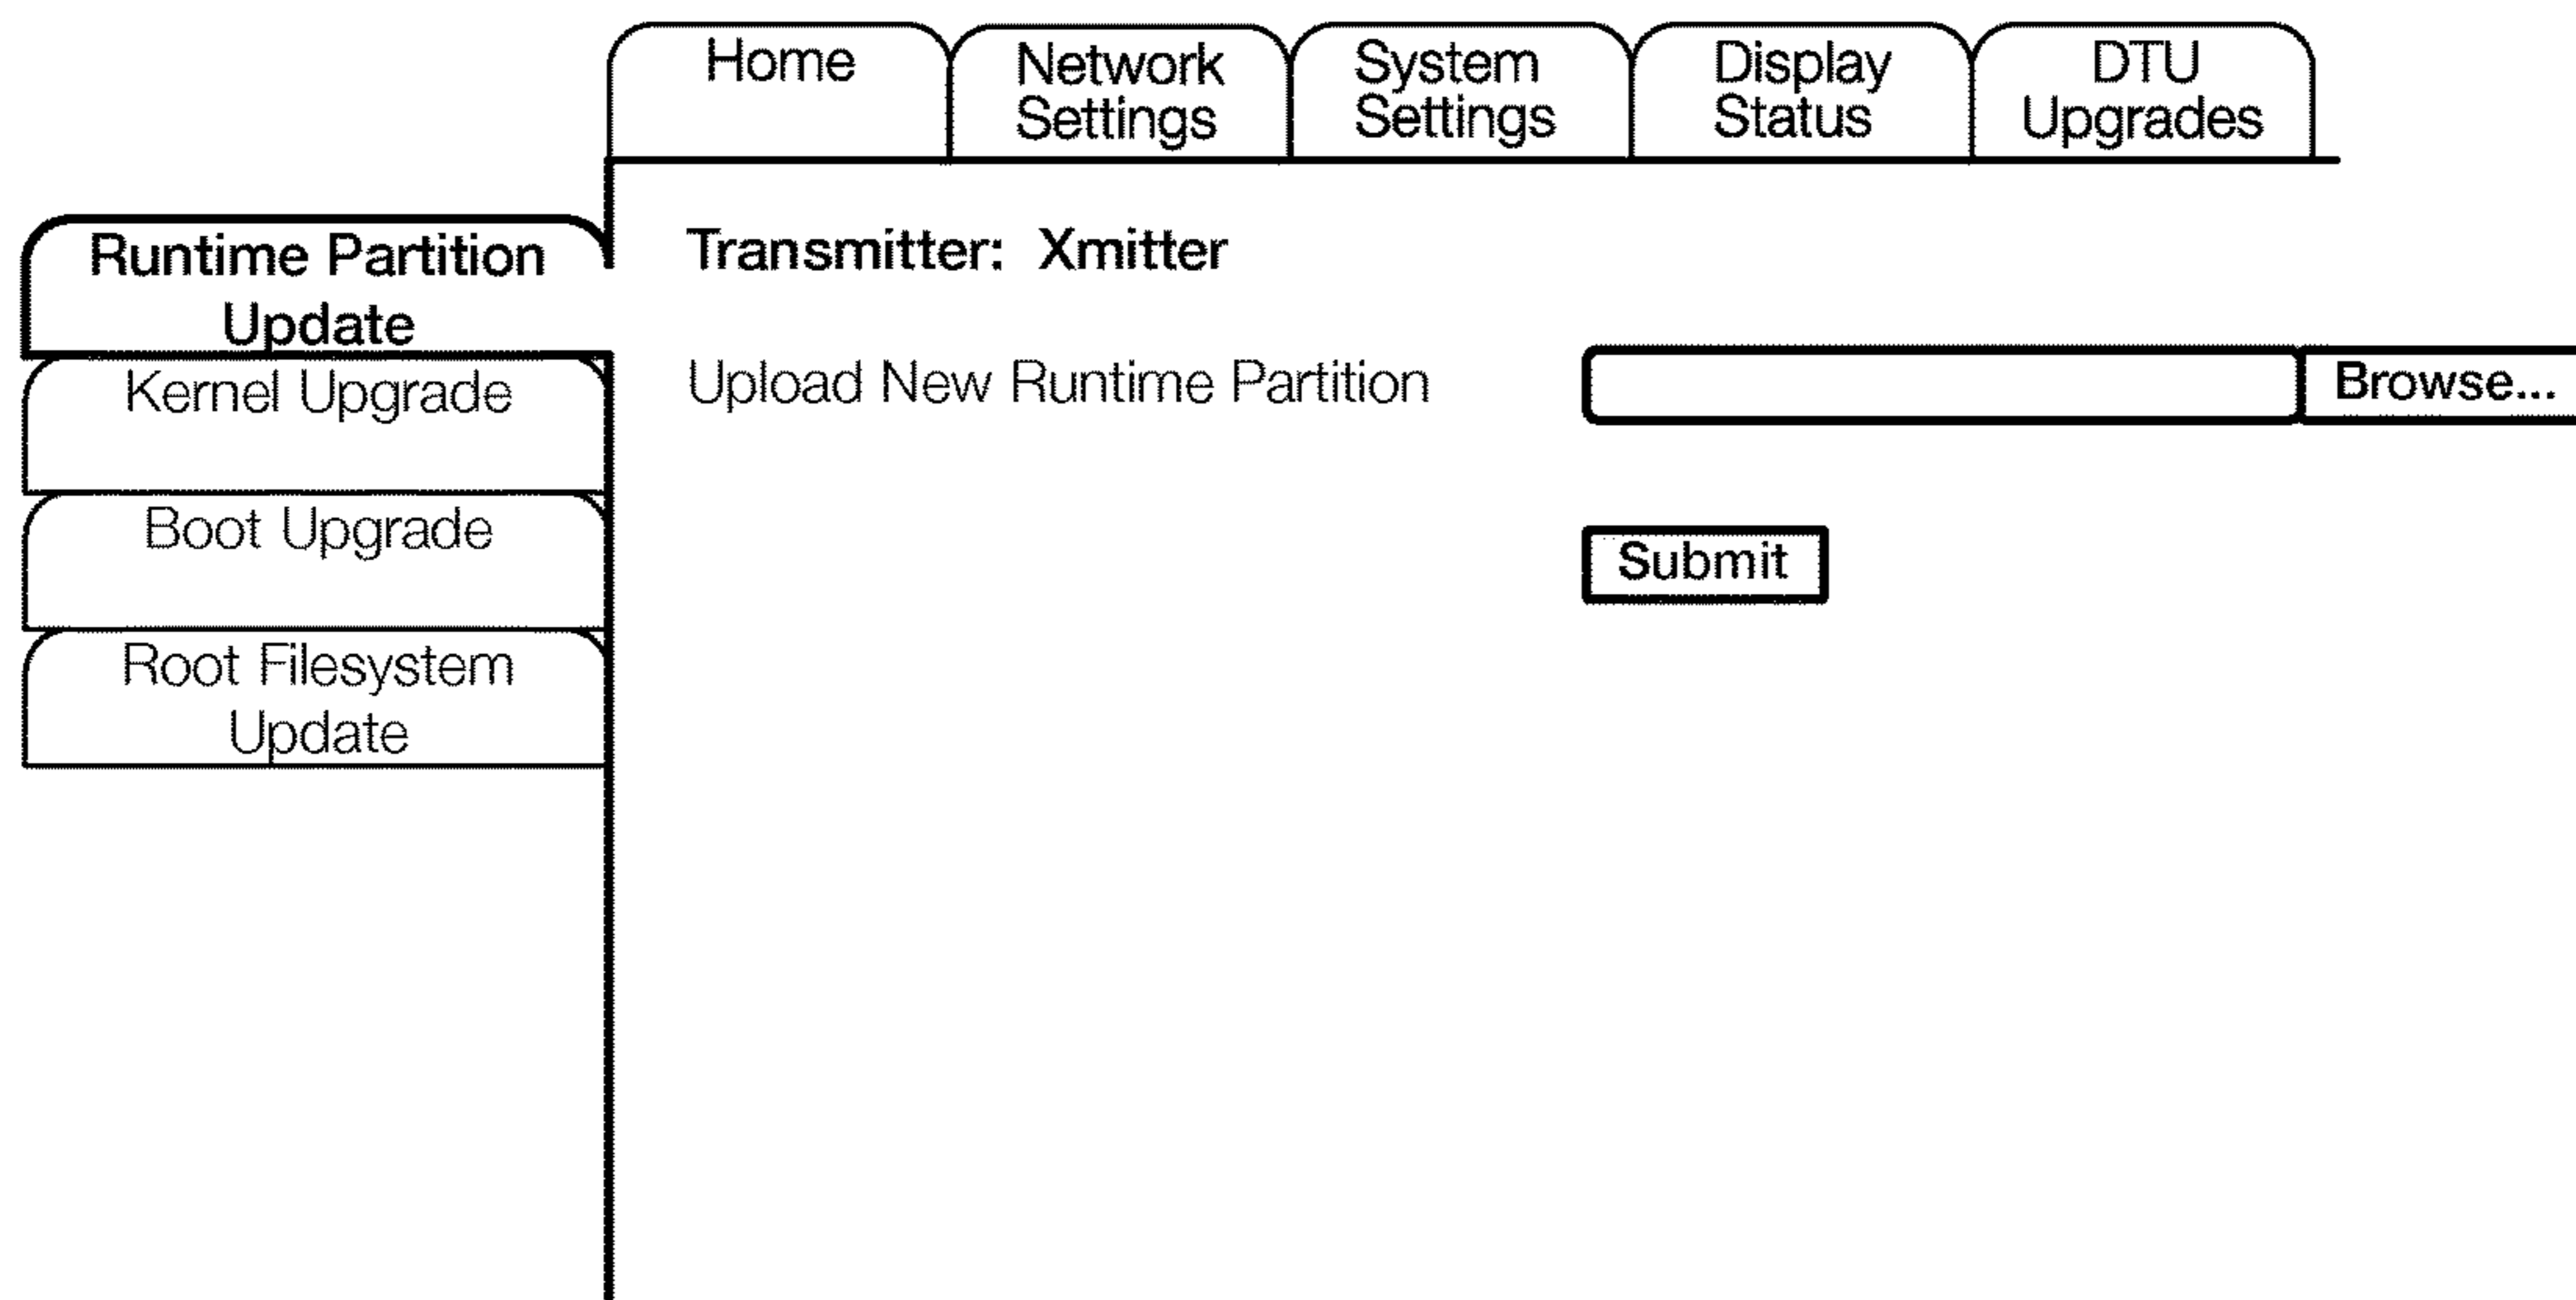 Home
Network
Settings
System
Settings
Display
Status
DTU
Upgrades
Runtime Partition
Update
Kernel Upgrade
Boot Upgrade
Root Filesystem
Update
Transmitter: Xmitter
Upload New Runtime Partition
Browse...
Submit